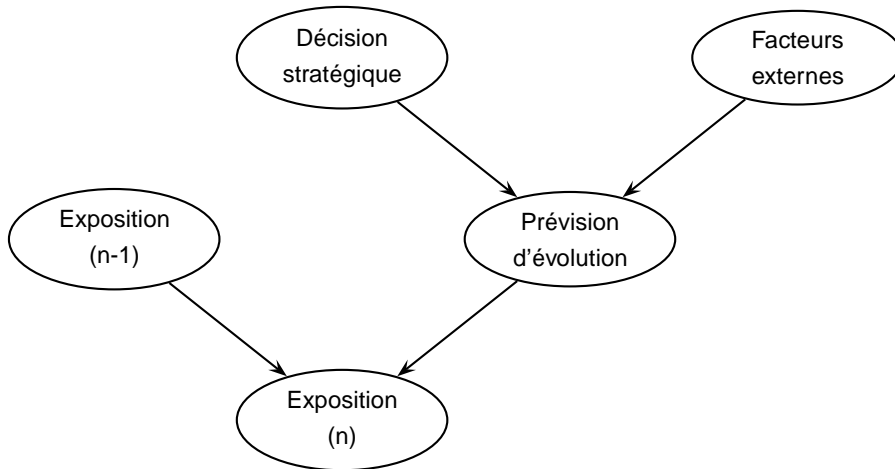 Décision
stratégique
Facteurs
externes
Exposition
(n-1)
Prévision
d’évolution
Exposition
(n)